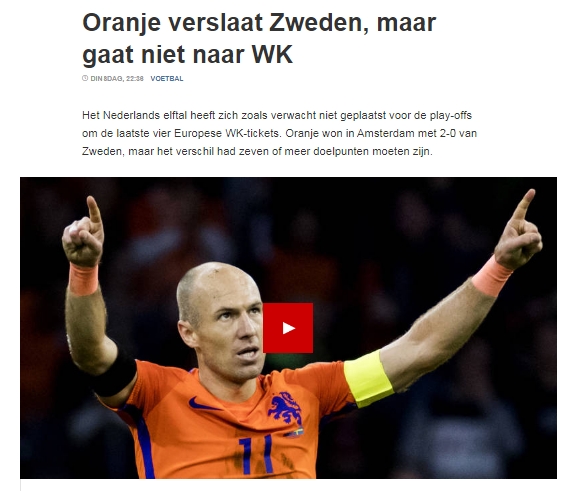 Oranje verslaat Zweden, maar
gaat niet naar WK
DINSDAG, 22:36 VOETBAL
Het Nederlands elftal heeft zich zoals verwacht niet geplaatst voor de play-offs
om de laatste vier Europese WK-tickets. Oranje won in Amsterdam met 2-0 van
Zweden, maar het verschil had zeven of meer doelpunten moeten zijn.
11